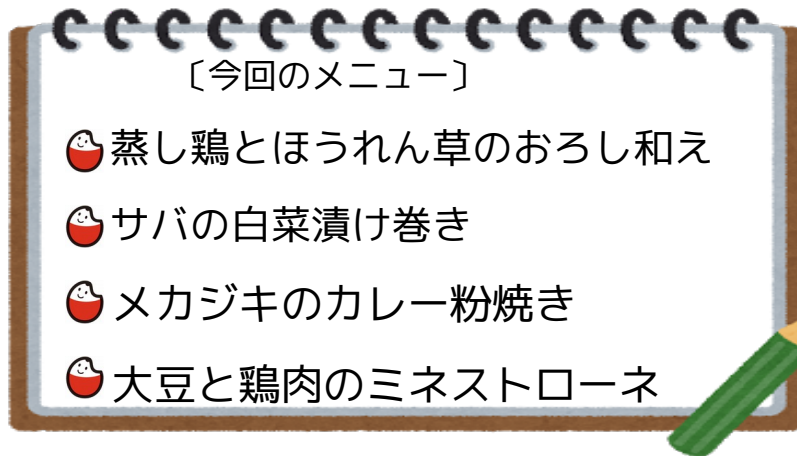 〔今回のメニュー〕
蒸し鶏とほうれん草のおろし和え
サバの白菜漬け巻き
メカジキのカレー粉焼き
大豆と鶏肉のミネストローネ